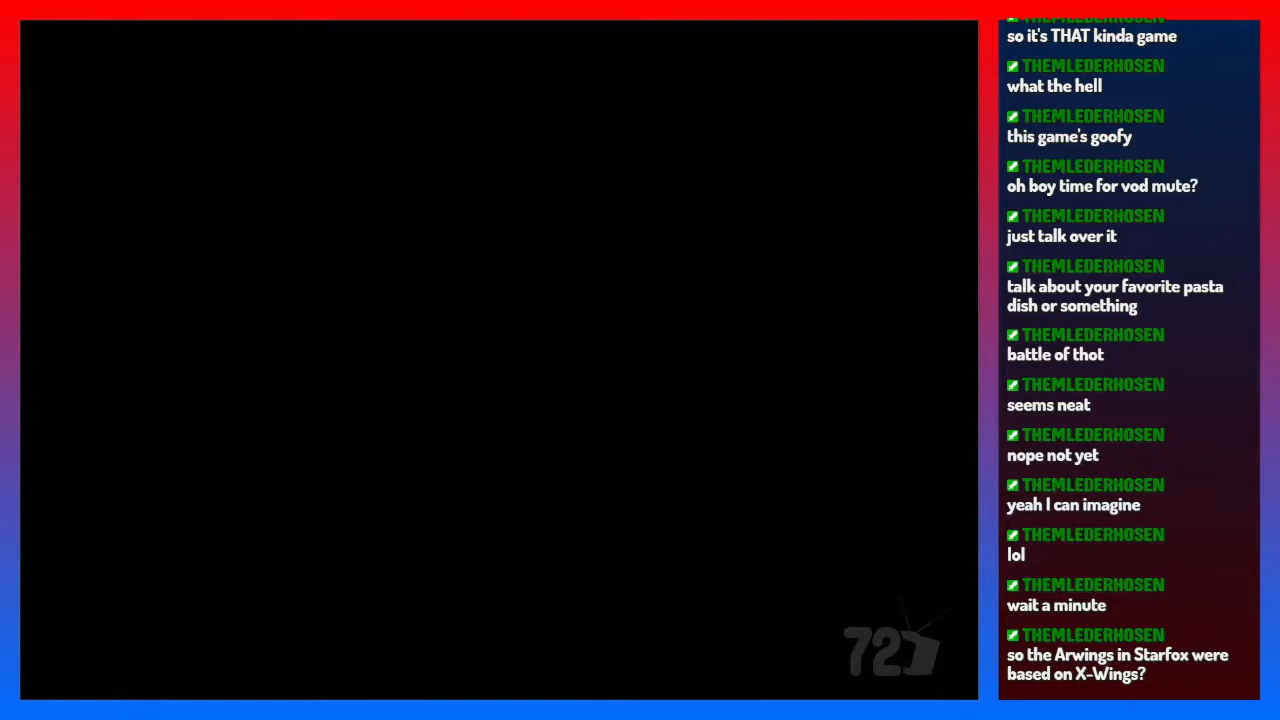 so it's THAT kinda game
THEMLEDERHOSEN
what the hell
THEMLEDERHOSEN
this game's goofy
THEMLEDERHOSEN
oh boy time for vod mute?
THEMLEDERHOSEN
just talk over it
THEMLEDERHOSEN
talk about your favorite pasta
dish or something
THEMLEDERHOSEN
battle of thot
THEMLEDERHOSEN
seems neat
THEMLEDERHOSEN
nope not yet
THEMLEDERHOSEN
yeah I can imagine
THEMLEDERHOSEN
lol
THEMLEDERHOSEN
wait a minute
THEMLEDERHOSEN
so the Arwings in Starfox were
based on X-Wings?
72